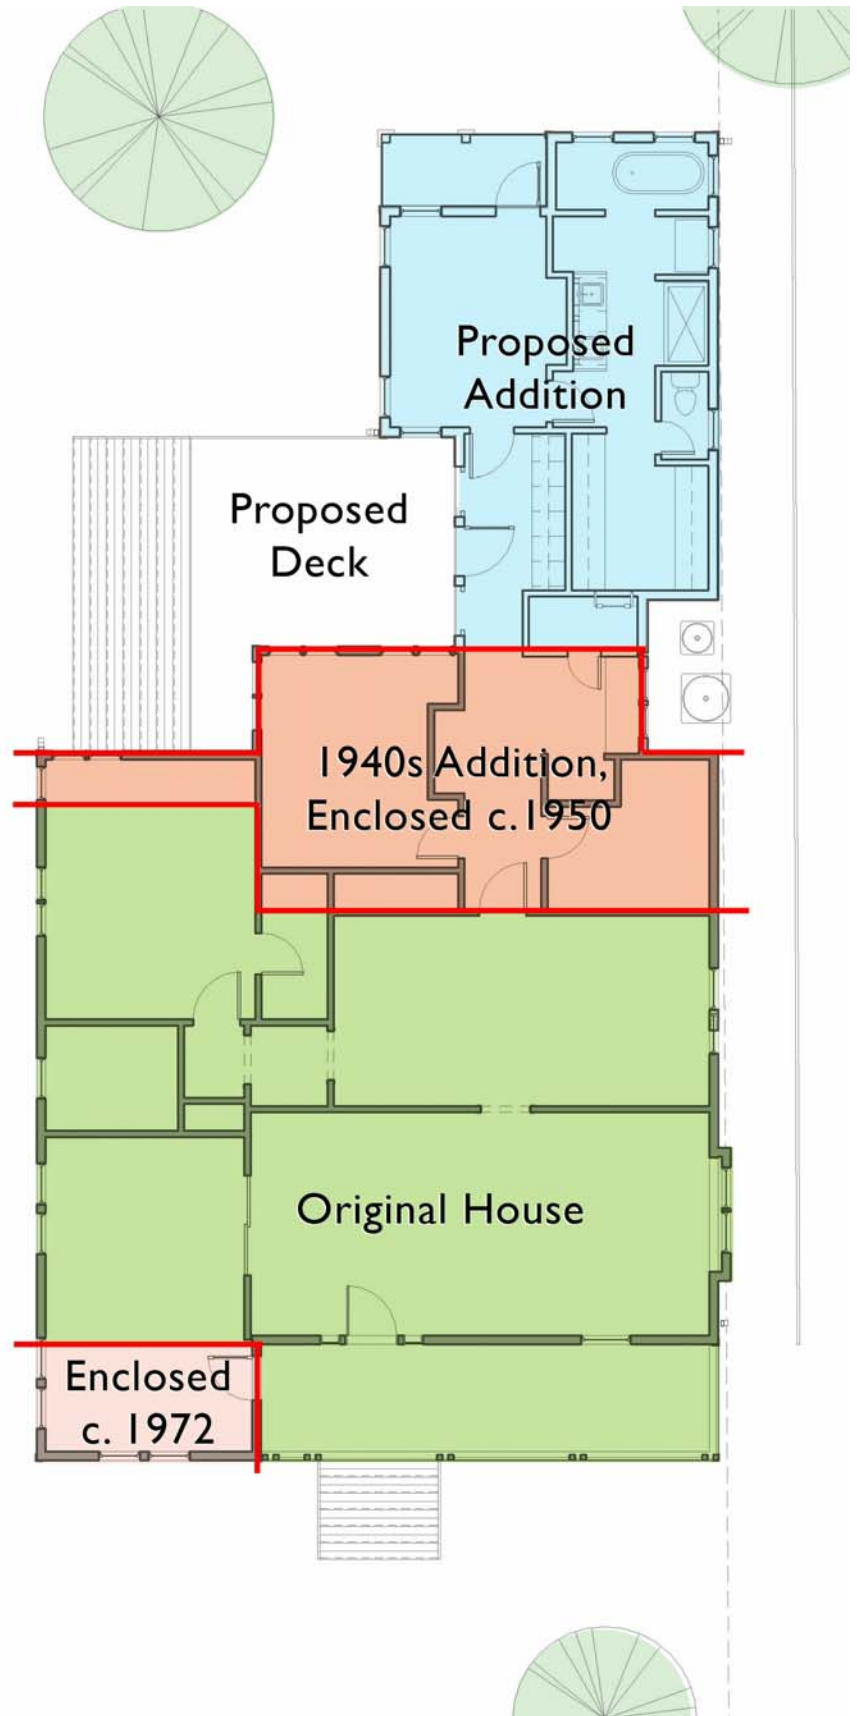 Proposed
Addition
Proposed
Deck
1940s Addition,
Enclosed c.1950
Original House
Enclosed
c. 1972